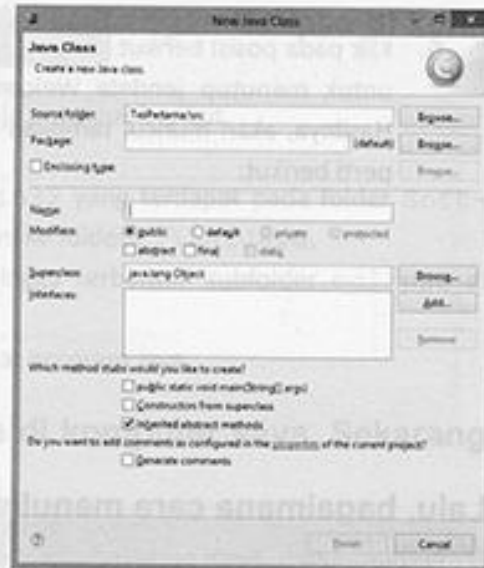 New Java Class
Java Class
Create a new Java class.
Source folder: Browse...
Package: (default) Browse...
Enclosing type: Browse...
Name:
Modifiers: public default private protected
abstract final static
Superclass: java.lang.Object Browse...
Interfaces: Add...
Remove
Which method stubs would you like to create?
public static void main(String[] args)
Constructors from superclass
Inherited abstract methods
Do you want to add comments as configured in the properties of the current project?
Generate comments
Finish Cancel